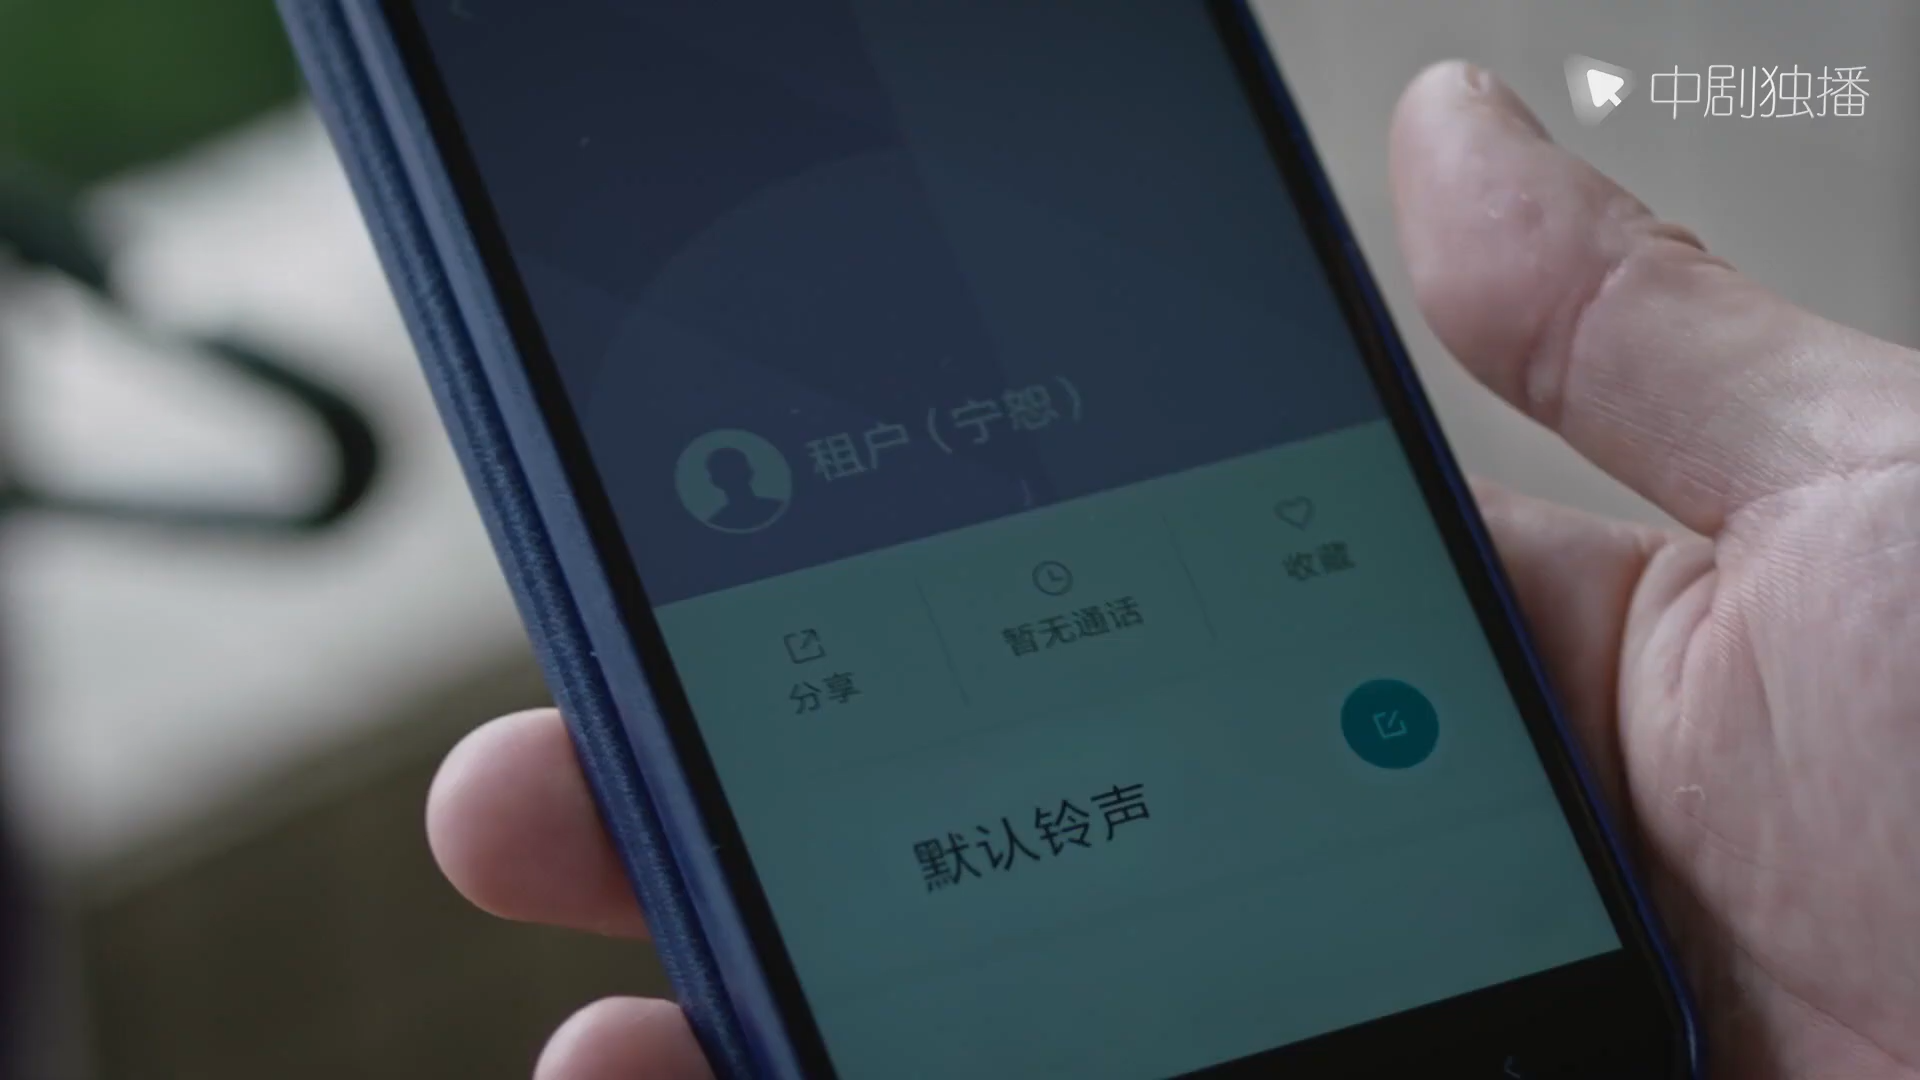 中剧独播
租户（宁恕）
分享
暂无通话
收藏
默认铃声